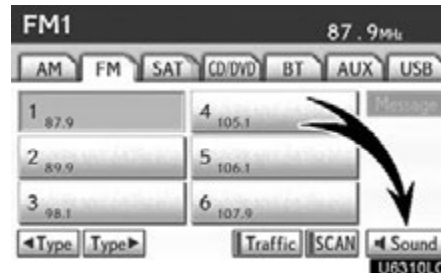 FM1 87.9MHz
AM FM SAT CD/DVD BT AUX USB
1 87.9 4 105.1 Message
2 89.9 5 106.1
3 98.1 6 107.9
◄Type Type► Traffic SCAN Sound
U6310LC